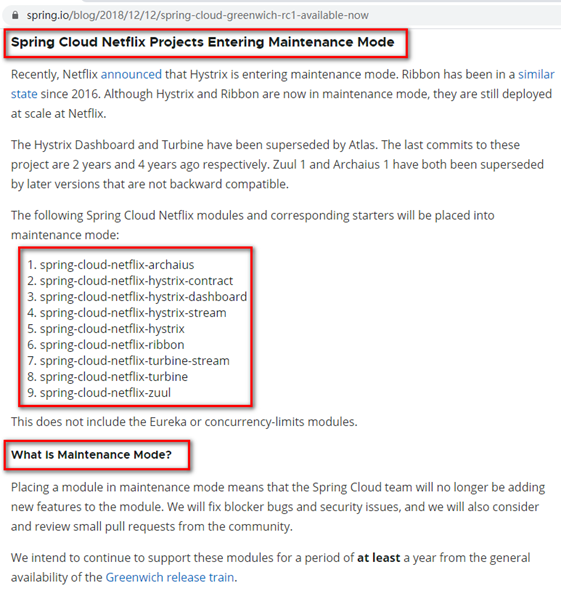 spring.io/blog/2018/12/12/spring-cloud-greenwich-rc1-available-now
Spring Cloud Netflix Projects Entering Maintenance Mode
Recently, Netflix announced that Hystrix is entering maintenance mode. Ribbon has been in a similar
state since 2016. Although Hystrix and Ribbon are now in maintenance mode, they are still deployed
at scale at Netflix.
The Hystrix Dashboard and Turbine have been superseded by Atlas. The last commits to these
project are 2 years and 4 years ago respectively. Zuul 1 and Archaius 1 have both been superseded
by later versions that are not backward compatible.
The following Spring Cloud Netflix modules and corresponding starters will be placed into
maintenance mode:
1. spring-cloud-netflix-archaius
2. spring-cloud-netflix-hystrix-contract
3. spring-cloud-netflix-hystrix-dashboard
4. spring-cloud-netflix-hystrix-stream
5. spring-cloud-netflix-hystrix
6. spring-cloud-netflix-ribbon
7. spring-cloud-netflix-turbine-stream
8. spring-cloud-netflix-turbine
9. spring-cloud-netflix-zuul
This does not include the Eureka or concurrency-limits modules.
What is Maintenance Mode?
Placing a module in maintenance mode means that the Spring Cloud team will no longer be adding
new features to the module. We will fix blocker bugs and security issues, and we will also consider
and review small pull requests from the community.
We intend to continue to support these modules for a period of at least a year from the general
availability of the Greenwich release train.